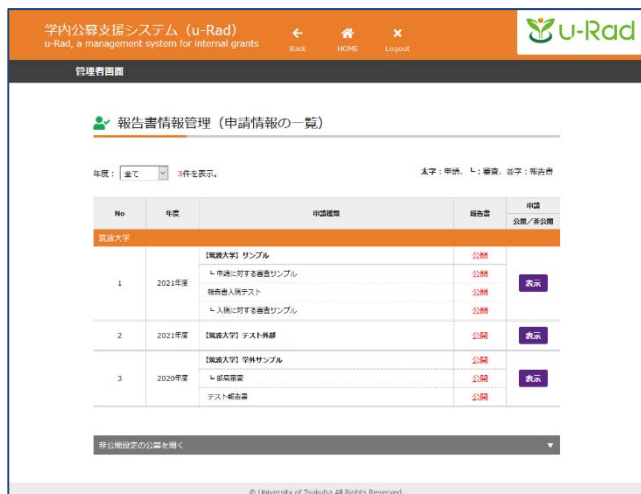 学内公募支援システム（u-Rad）
u-Rad, a management system for internal grants
Back
HOME
Logout
u-Rad
管理者画面
報告書情報管理（申請情報の一覧）
年度： 全て 3件を表示。
太字：申請、┗：審査、並字：報告書
No 年度 申請種類 報告書 申請
公開／非公開
筑波大学
【筑波大学】サンプル 公開
┗ 申請に対する審査サンプル 公開
1 2021年度 表示
報告書入稿テスト 公開
┗ 入稿に対する審査サンプル 公開
2 2021年度 【筑波大学】テスト外部 公開 表示
【筑波大学】学外サンプル 公開
3 2020年度 ┗ 部局審査 公開 表示
テスト報告書 公開
非公開設定の公募を開く ▼
© University of Tsukuba All Rights Reserved.